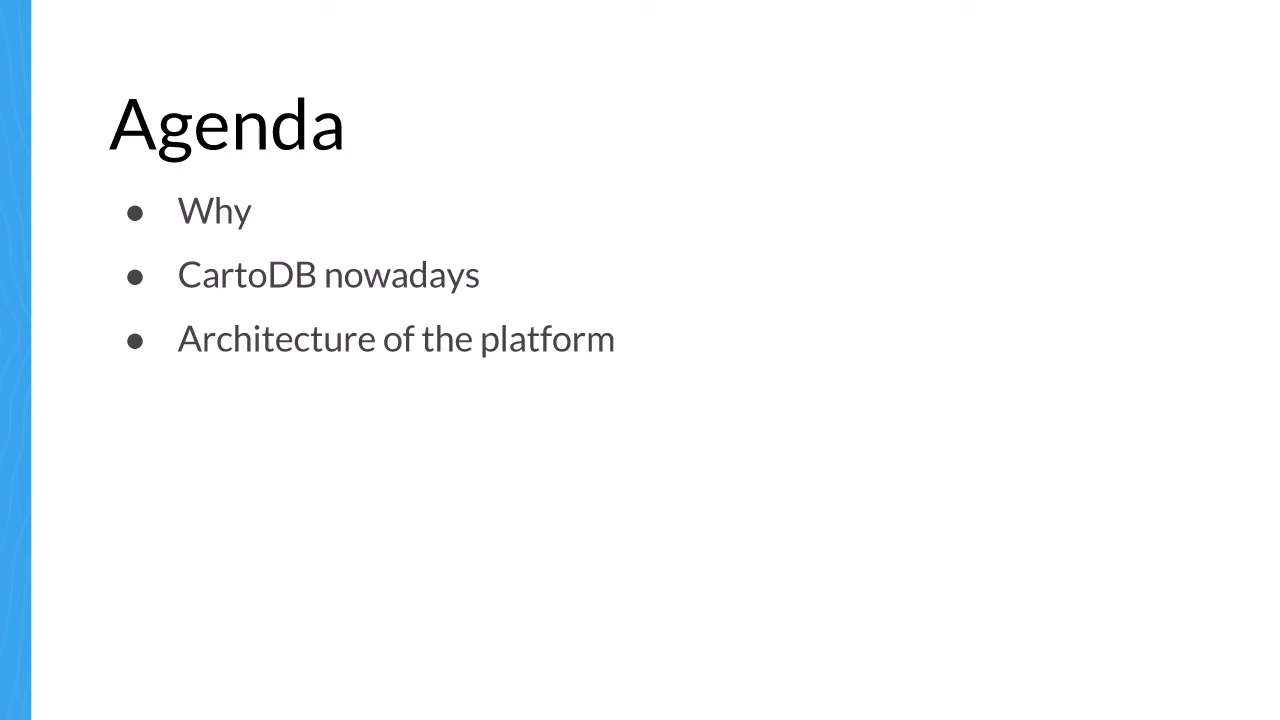 Agenda
● Why
● CartoDB nowadays
● Architecture of the platform